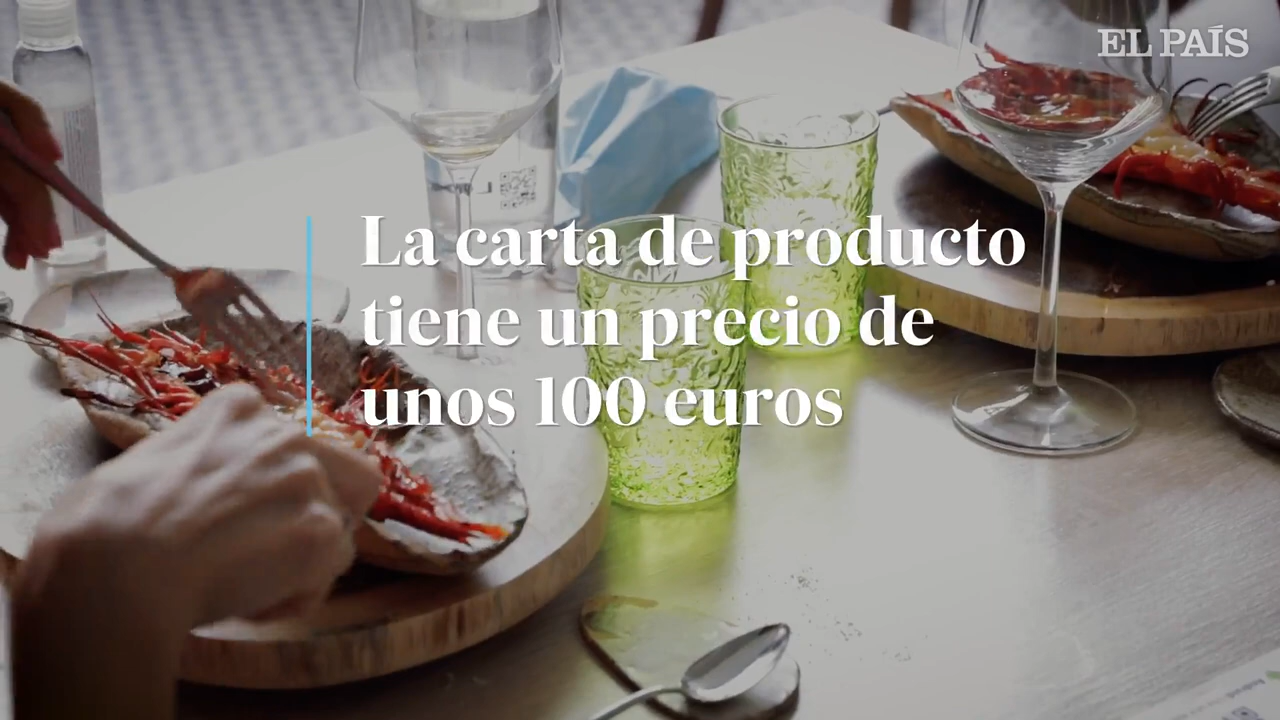 EL PAÍS
La carta de producto
tiene un precio de
unos 100 euros